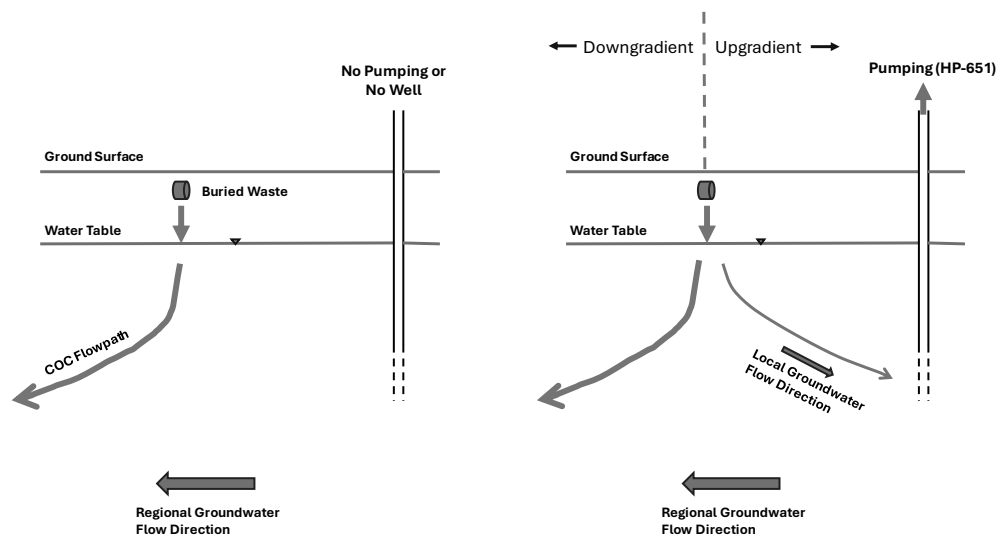 No Pumping or
No Well
Ground Surface
Buried Waste
Water Table
COC Flowpath
Regional Groundwater
Flow Direction
Downgradient
Upgradient
Pumping (HP-651)
Ground Surface
Water Table
Local Groundwater
Flow Direction
Regional Groundwater
Flow Direction